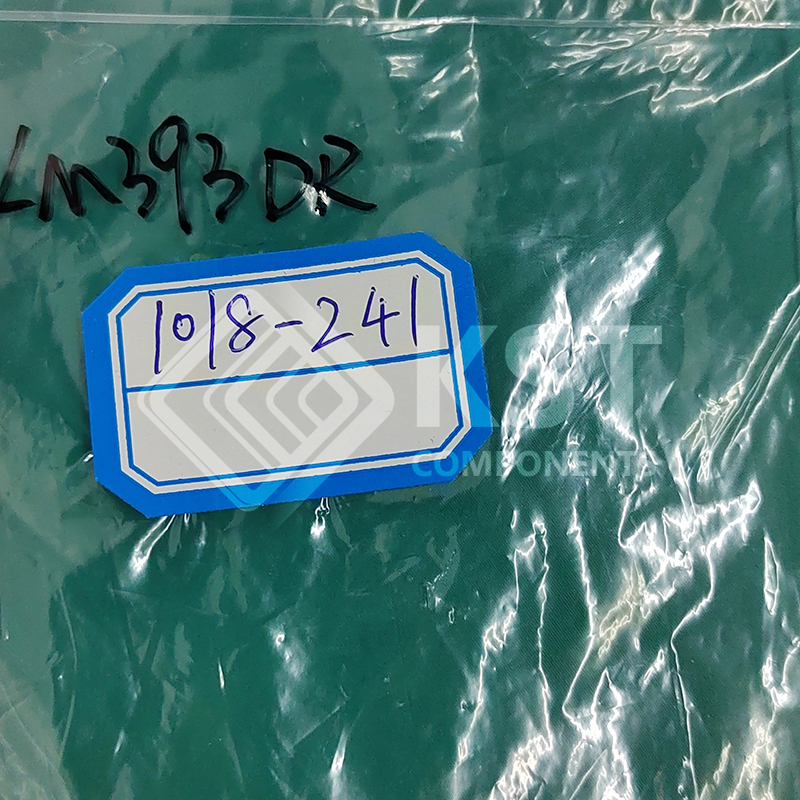 LM393DR
1018-241
KST
COMPONENTS